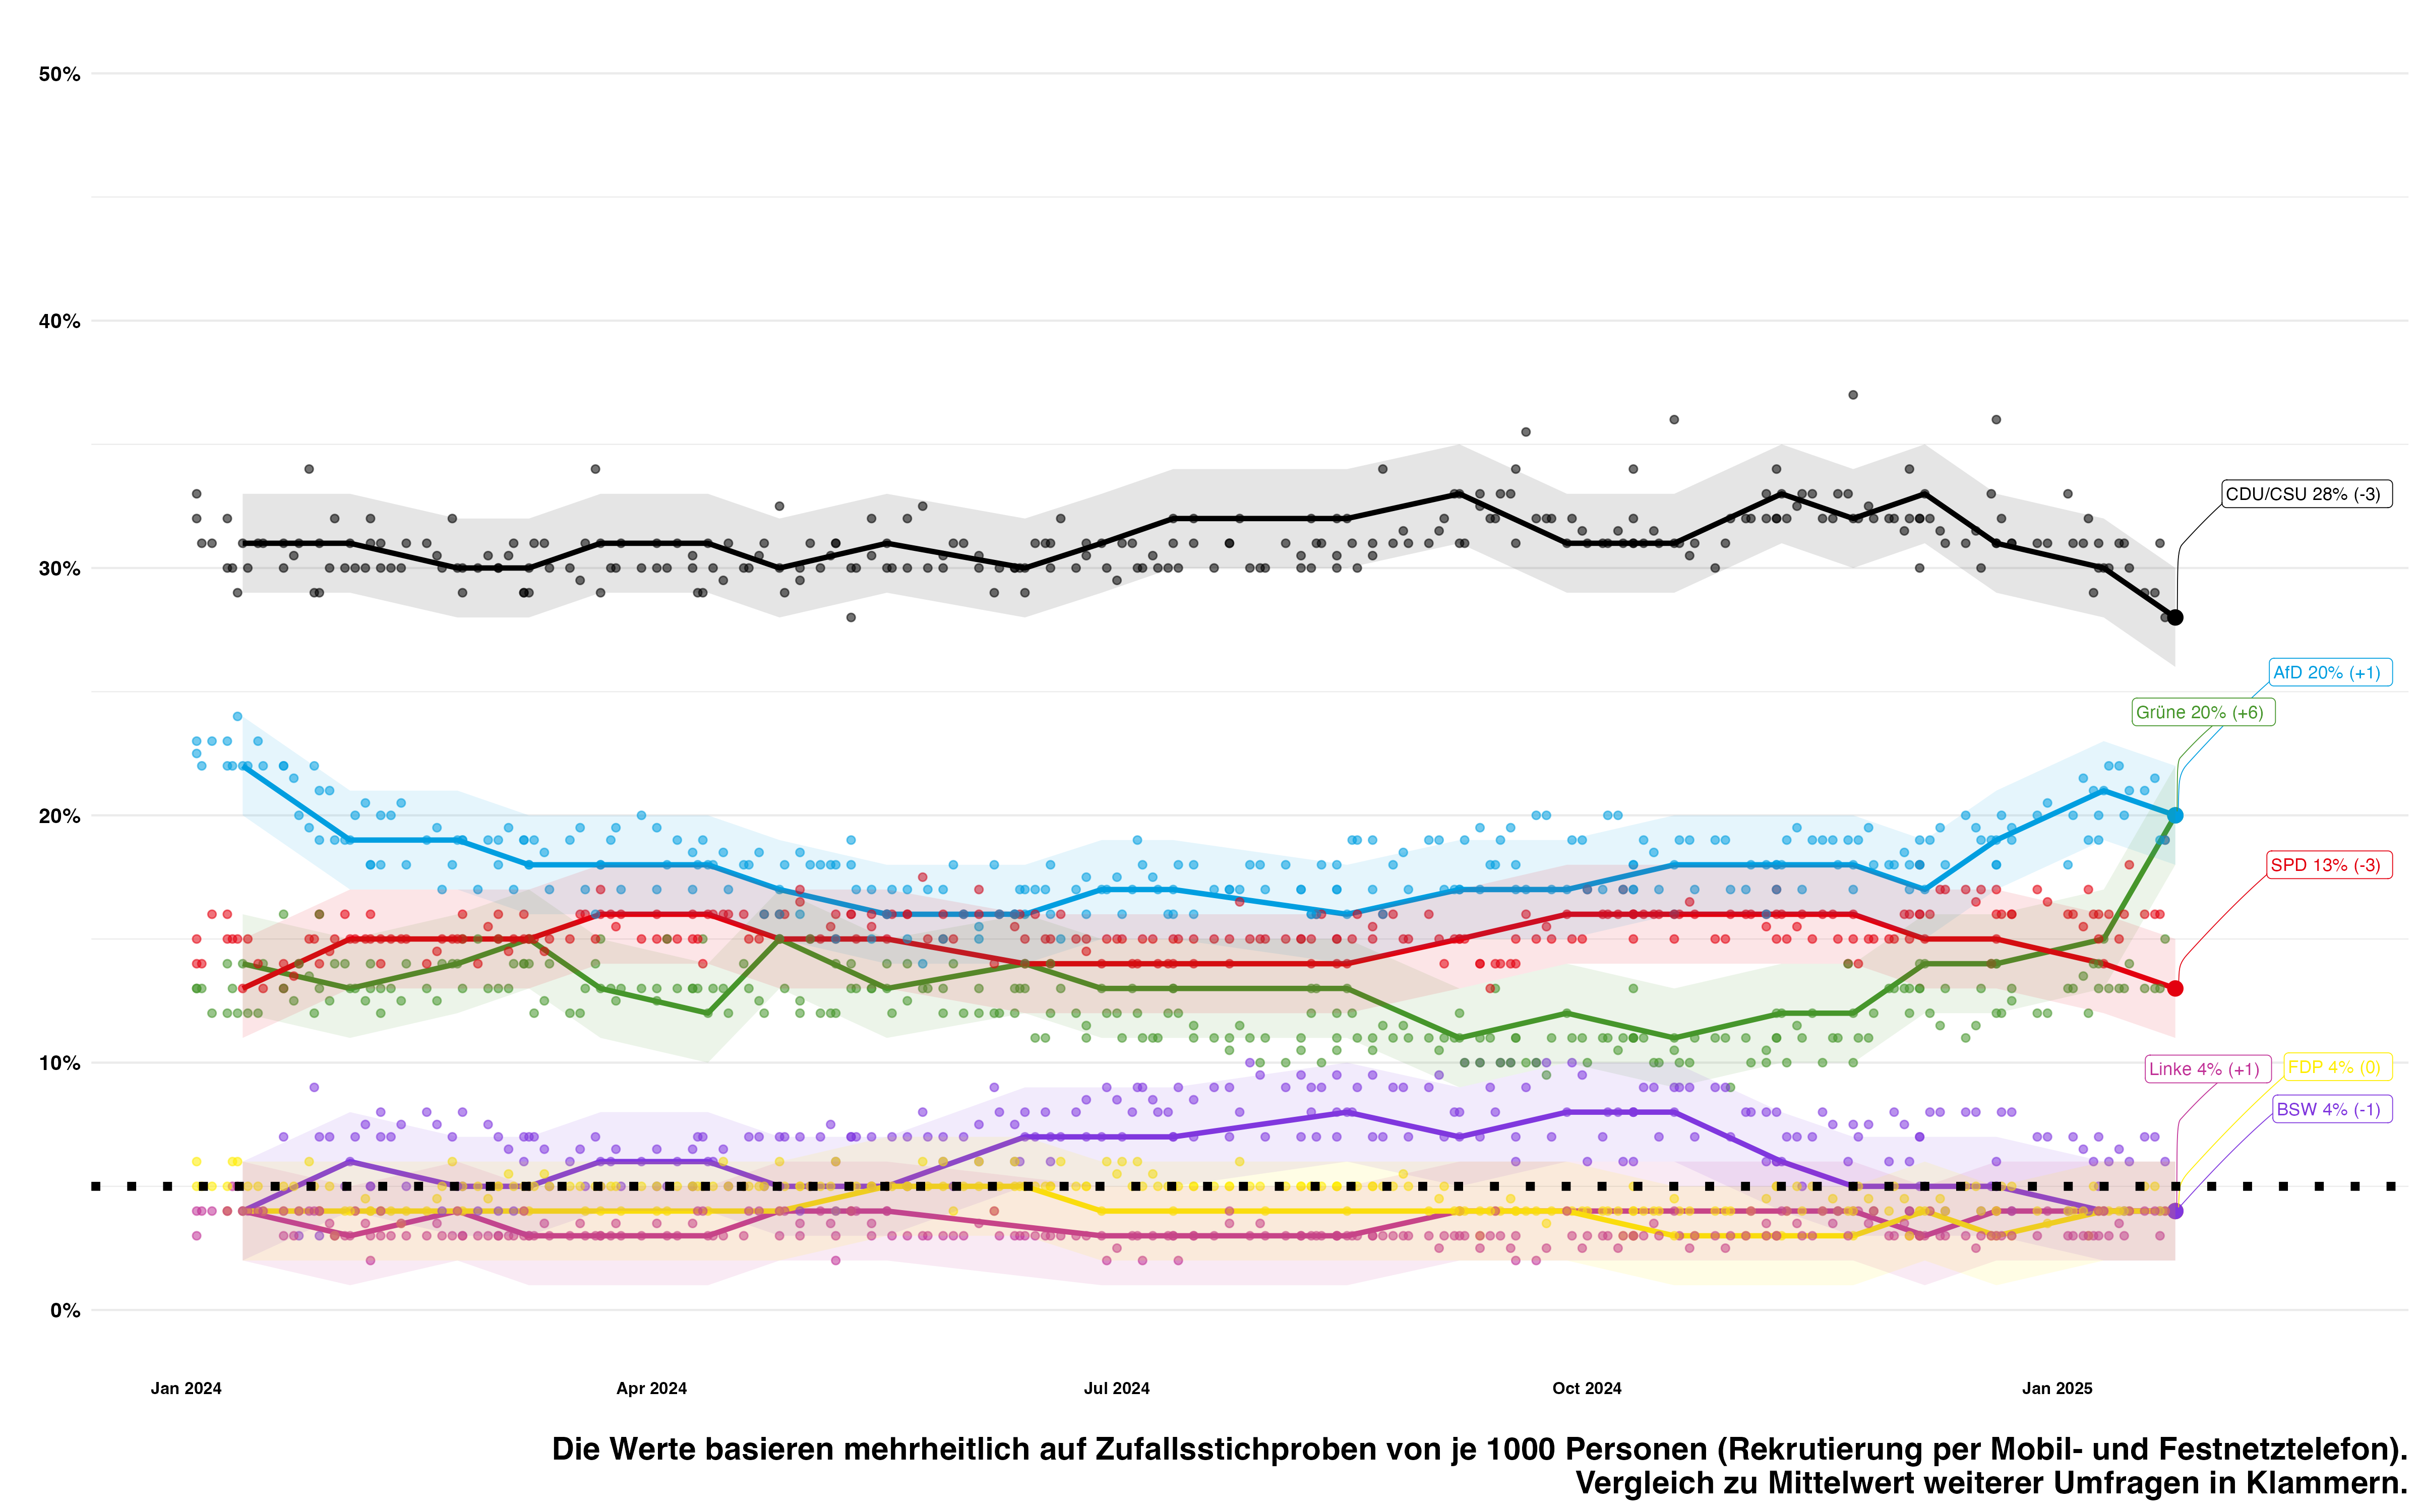 50%
40%
30%
20%
10%
0%
CDU/CSU 28% (-3)
AfD 20% (+1)
Grüne 20% (+6)
SPD 13% (-3)
Linke 4% (+1)
FDP 4% (0)
BSW 4% (-1)
Jan 2024
Apr 2024
Jul 2024
Oct 2024
Jan 2025
Die Werte basieren mehrheitlich auf Zufallsstichproben von je 1000 Personen (Rekrutierung per Mobil- und Festnetztelefon).
Vergleich zu Mittelwert weiterer Umfragen in Klammern.